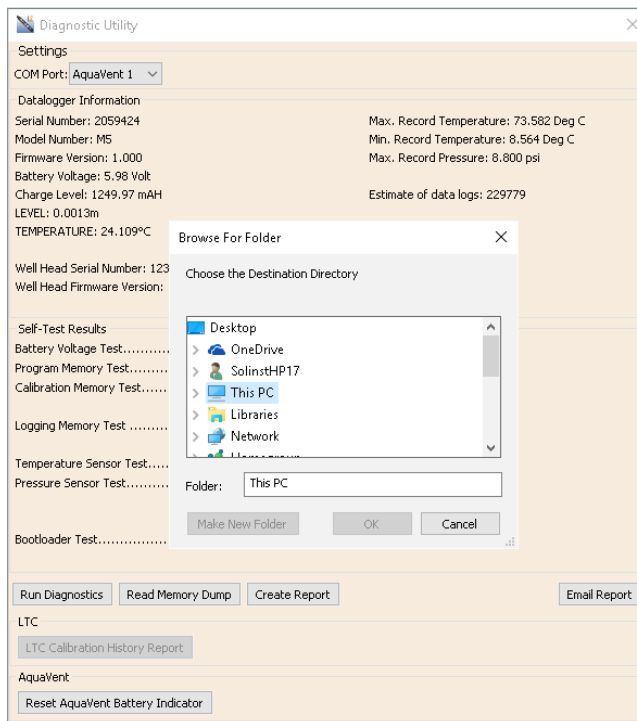 Diagnostic Utility
Settings
COM Port: AquaVent 1
Datalogger Information
Serial Number: 2059424
Model Number: M5
Firmware Version: 1.000
Battery Voltage: 5.98 Volt
Charge Level: 1249.97 mAH
LEVEL: 0.0013m
TEMPERATURE: 24.109°C
Max. Record Temperature: 73.582 Deg C
Min. Record Temperature: 8.564 Deg C
Max. Record Pressure: 8.800 psi
Estimate of data logs: 229779
Well Head Serial Number: 123
Well Head Firmware Version:
Self-Test Results
Battery Voltage Test..........
Program Memory Test.......
Calibration Memory Test......
Logging Memory Test ........
Temperature Sensor Test.....
Pressure Sensor Test..........
Bootloader Test...............
Browse For Folder
Choose the Destination Directory
Desktop
OneDrive
SolinstHP17
This PC
Libraries
Network
Folder: This PC
Make New Folder OK Cancel
Run Diagnostics Read Memory Dump Create Report Email Report
LTC
LTC Calibration History Report
AquaVent
Reset AquaVent Battery Indicator